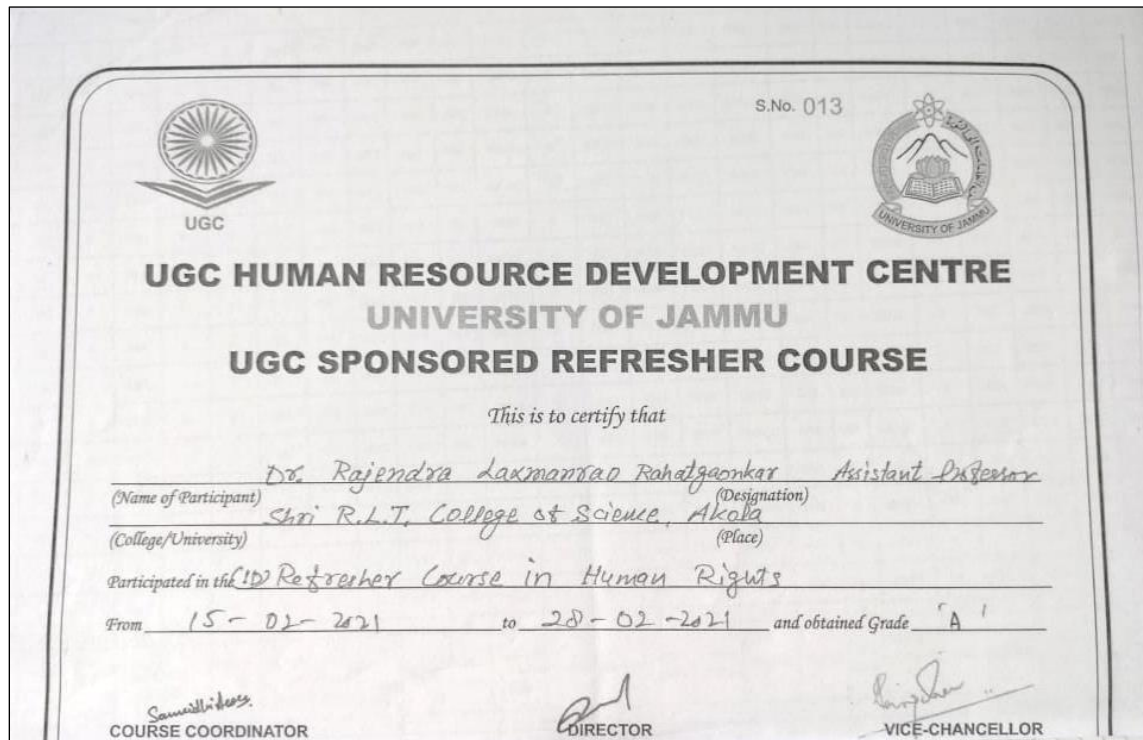 S.No. 013
UGC
UNIVERSITY OF JAMMU
UGC HUMAN RESOURCE DEVELOPMENT CENTRE
UNIVERSITY OF JAMMU
UGC SPONSORED REFRESHER COURSE
This is to certify that
Dr. Rajendra Laxmanrao Rahatgaonkar Assistant Professor
(Name of Participant) (Designation)
Shri R.L.T. College of Science, Akola
(College/University) (Place)
Participated in the (ID) Refresher Course in Human Rights
From 15-02-2021 to 28-02-2021 and obtained Grade 'A'
COURSE COORDINATOR DIRECTOR VICE-CHANCELLOR